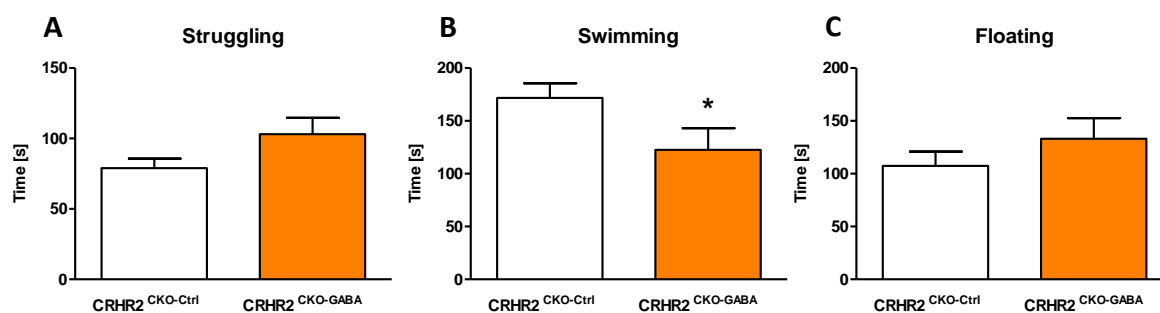 A
Struggling
Time [s]
150
100
50
0
CRHR2 CKO-Ctrl
CRHR2 CKO-GABA
B
Swimming
Time [s]
200
150
100
50
0
*
CRHR2 CKO-Ctrl
CRHR2 CKO-GABA
C
Floating
Time [s]
200
150
100
50
0
CRHR2 CKO-Ctrl
CRHR2 CKO-GABA